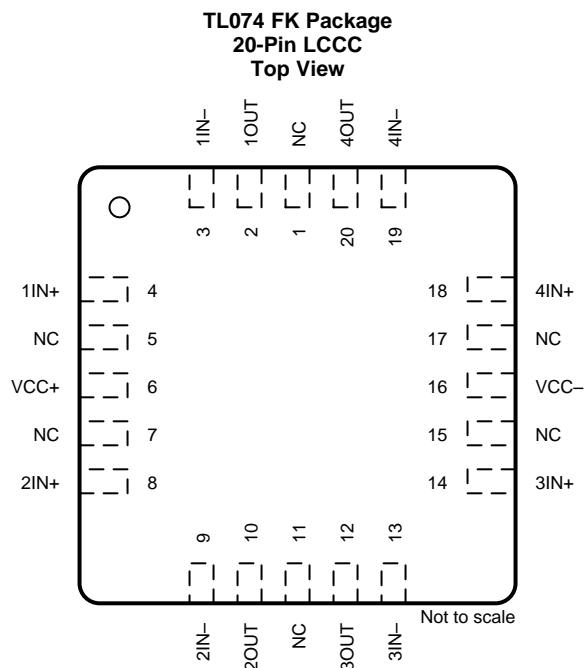 TL074 FK Package
20-Pin LCCC
Top View
1IN–
1OUT
NC
4OUT
4IN–
3
2
1
20
19
1IN+
4
18
4IN+
NC
5
17
NC
VCC+
6
16
VCC–
NC
7
15
NC
2IN+
8
14
3IN+
9
10
11
12
13
2IN–
2OUT
NC
3OUT
3IN–
Not to scale